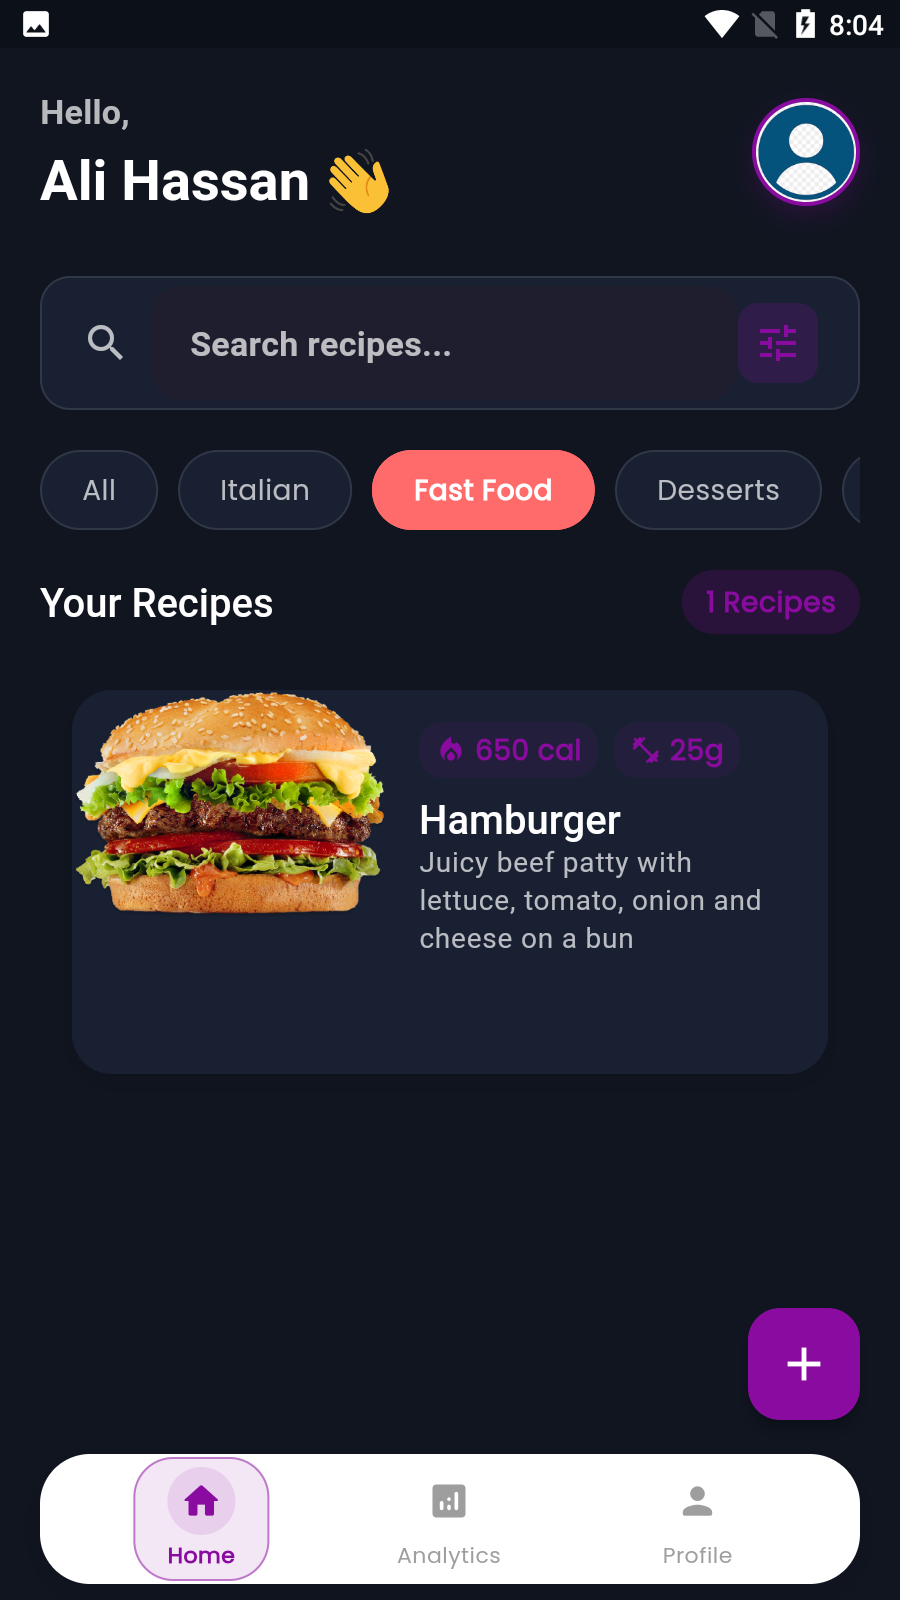 8:04
Hello,
Ali Hassan 👋
Search recipes...
All
Italian
Fast Food
Desserts
Your Recipes
1 Recipes
650 cal
25g
Hamburger
Juicy beef patty with
lettuce, tomato, onion and
cheese on a bun
Home
Analytics
Profile